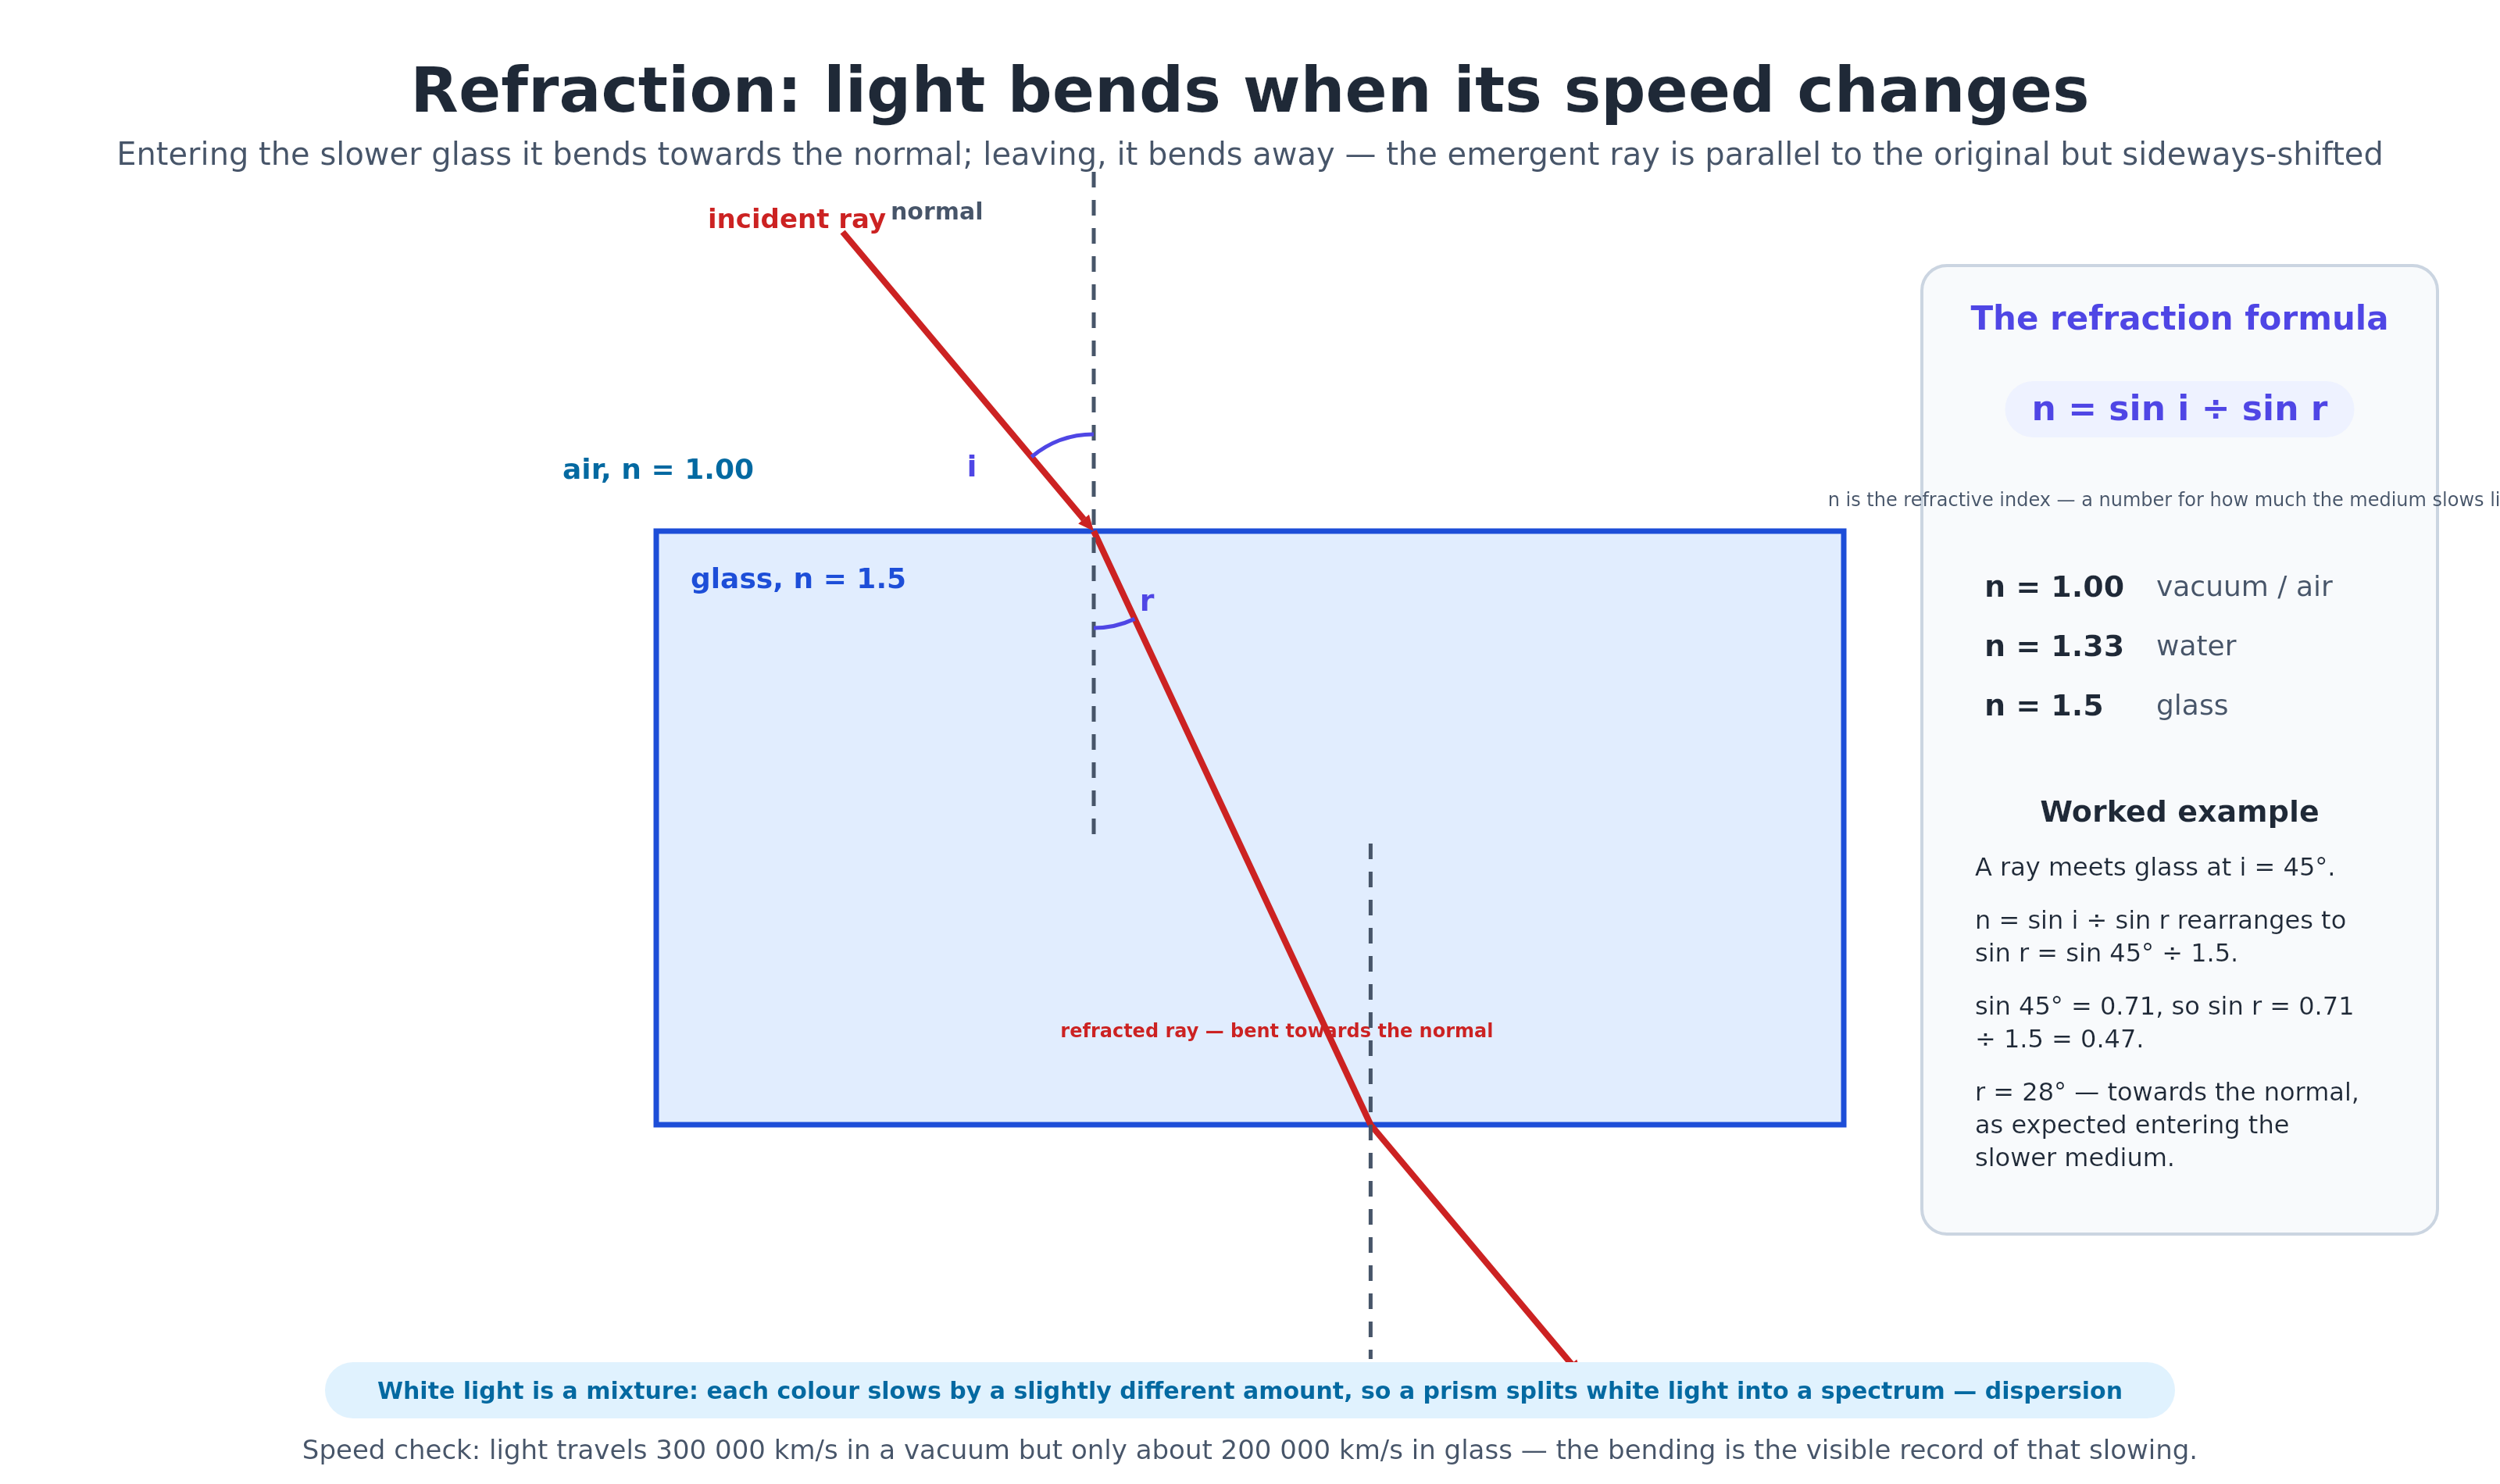 Refraction: light bends when its speed changes
Entering the slower glass it bends towards the normal; leaving, it bends away — the emergent ray is parallel to the original but sideways-shifted
incident ray
normal
air, n = 1.00
i
glass, n = 1.5
r
refracted ray — bent towards the normal
The refraction formula
n = sin i ÷ sin r
n is the refractive index — a number for how much the medium slows li
n = 1.00 vacuum / air
n = 1.33 water
n = 1.5 glass
Worked example
A ray meets glass at i = 45°.
n = sin i ÷ sin r rearranges to
sin r = sin 45° ÷ 1.5.
sin 45° = 0.71, so sin r = 0.71
÷ 1.5 = 0.47.
r = 28° — towards the normal,
as expected entering the
slower medium.
White light is a mixture: each colour slows by a slightly different amount, so a prism splits white light into a spectrum — dispersion
Speed check: light travels 300 000 km/s in a vacuum but only about 200 000 km/s in glass — the bending is the visible record of that slowing.